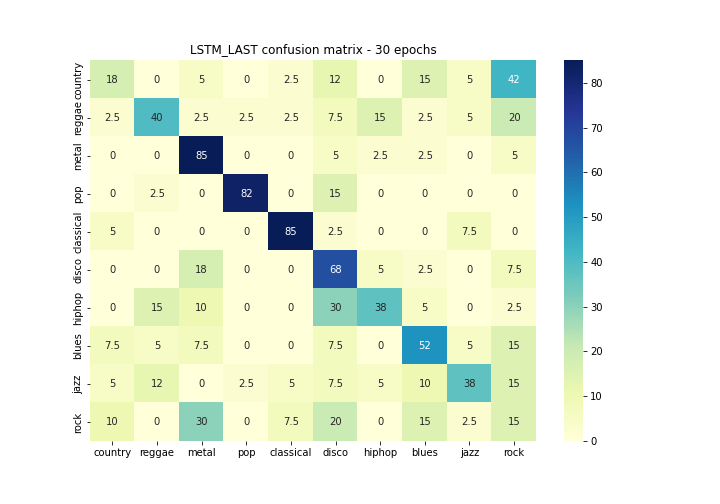 LSTM_LAST confusion matrix - 30 epochs
country 18 0 5 0 2.5 12 0 15 5 42
reggae 2.5 40 2.5 2.5 2.5 7.5 15 2.5 5 20
metal 0 0 85 0 0 5 2.5 2.5 0 5
pop 0 2.5 0 82 0 15 0 0 0 0
classical 5 0 0 0 85 2.5 0 0 7.5 0
disco 0 0 18 0 0 68 5 2.5 0 7.5
hiphop 0 15 10 0 0 30 38 5 0 2.5
blues 7.5 5 7.5 0 0 7.5 0 52 5 15
jazz 5 12 0 2.5 5 7.5 5 10 38 15
rock 10 0 30 0 7.5 20 0 15 2.5 15
country reggae metal pop classical disco hiphop blues jazz rock
80
70
60
50
40
30
20
10
0